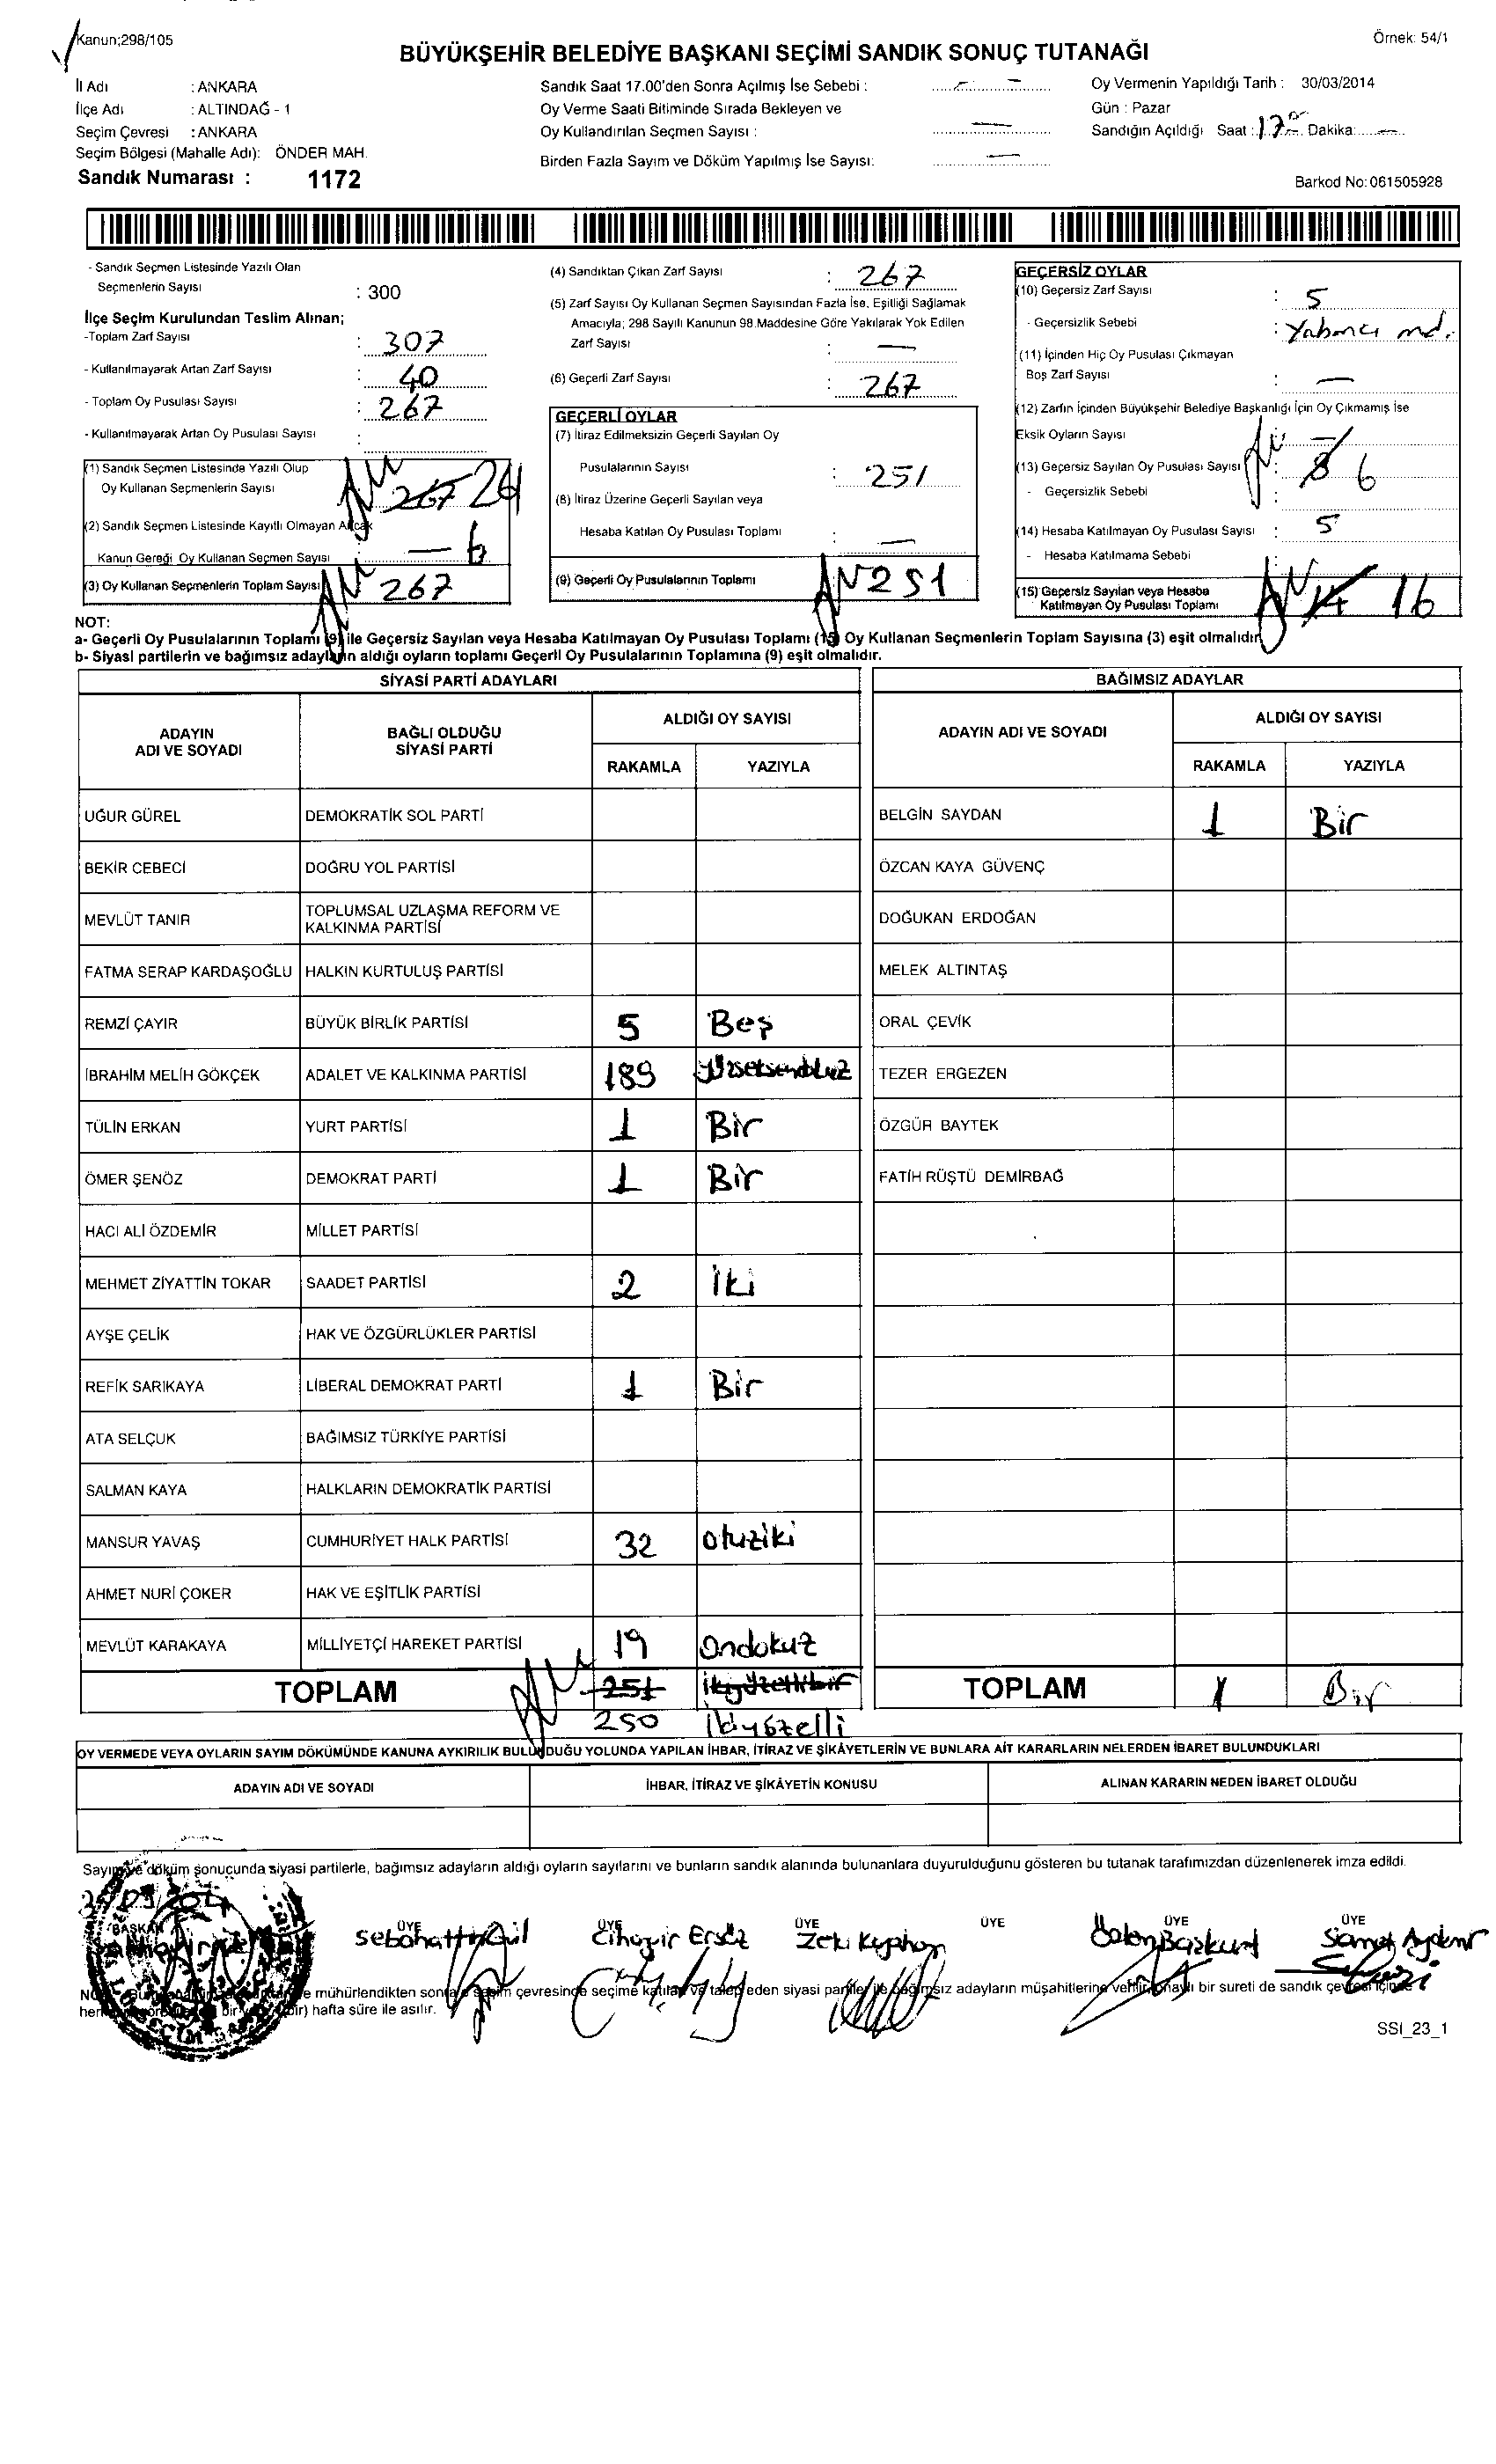 Kanun;298/105
Örnek: 54/1
BÜYÜKŞEHİR BELEDİYE BAŞKANI SEÇİMİ SANDIK SONUÇ TUTANAĞI
İl Adı : ANKARA
İlçe Adı : ALTINDAĞ - 1
Seçim Çevresi : ANKARA
Seçim Bölgesi (Mahalle Adı): ÖNDER MAH.
Sandık Numarası : 1172
Sandık Saat 17.00'den Sonra Açılmış İse Sebebi :
Oy Verme Saati Bitiminde Sırada Bekleyen ve
Oy Kullandırılan Seçmen Sayısı :
Birden Fazla Sayım ve Döküm Yapılmış İse Sayısı:
Oy Vermenin Yapıldığı Tarih : 30/03/2014
Gün : Pazar
Sandığın Açıldığı Saat : 17 Dakika:
Barkod No:061505928
- Sandık Seçmen Listesinde Yazılı Olan
Seçmenlerin Sayısı : 300
İlçe Seçim Kurulundan Teslim Alınan;
-Toplam Zarf Sayısı : 307
- Kullanılmayarak Artan Zarf Sayısı : 40
- Toplam Oy Pusulası Sayısı : 267
- Kullanılmayarak Artan Oy Pusulası Sayısı :
(1) Sandık Seçmen Listesinde Yazılı Olup
Oy Kullanan Seçmenlerin Sayısı 267
(2) Sandık Seçmen Listesinde Kayıtlı Olmayan Ancak
Kanun Gereği Oy Kullanan Seçmen Sayısı — 6
(3) Oy Kullanan Seçmenlerin Toplam Sayısı 267
(4) Sandıktan Çıkan Zarf Sayısı : 267
(5) Zarf Sayısı Oy Kullanan Seçmen Sayısından Fazla İse, Eşitliği Sağlamak
Amacıyla; 298 Sayılı Kanunun 98.Maddesine Göre Yakılarak Yok Edilen
Zarf Sayısı : —
(6) Geçerli Zarf Sayısı : 267
GEÇERLİ OYLAR
(7) İtiraz Edilmeksizin Geçerli Sayılan Oy
Pusulalarının Sayısı : 251
(8) İtiraz Üzerine Geçerli Sayılan veya
Hesaba Katılan Oy Pusulası Toplamı : —
(9) Geçerli Oy Pusulalarının Toplamı 251
GEÇERSİZ OYLAR
(10) Geçersiz Zarf Sayısı : 5
- Geçersizlik Sebebi : Yabancı md.
(11) İçinden Hiç Oy Pusulası Çıkmayan
Boş Zarf Sayısı : —
(12) Zarfın İçinden Büyükşehir Belediye Başkanlığı İçin Oy Çıkmamış İse
Eksik Oyların Sayısı : —
(13) Geçersiz Sayılan Oy Pusulası Sayısı : 8 6
- Geçersizlik Sebebi :
(14) Hesaba Katılmayan Oy Pusulası Sayısı : 5
- Hesaba Katılmama Sebebi :
(15) Geçersiz Sayılan veya Hesaba
Katılmayan Oy Pusulası Toplamı 14 16
NOT:
a- Geçerli Oy Pusulalarının Toplamı (9) ile Geçersiz Sayılan veya Hesaba Katılmayan Oy Pusulası Toplamı (15) Oy Kullanan Seçmenlerin Toplam Sayısına (3) eşit olmalıdır.
b- Siyasi partilerin ve bağımsız adayların aldığı oyların toplamı Geçerli Oy Pusulalarının Toplamına (9) eşit olmalıdır.
SİYASİ PARTİ ADAYLARI
ADAYIN ADI VE SOYADI
BAĞLI OLDUĞU SİYASİ PARTİ
ALDIĞI OY SAYISI
RAKAMLA YAZIYLA
UĞUR GÜREL DEMOKRATİK SOL PARTİ
BEKİR CEBECİ DOĞRU YOL PARTİSİ
MEVLÜT TANIR TOPLUMSAL UZLAŞMA REFORM VE
KALKINMA PARTİSİ
FATMA SERAP KARDAŞOĞLU HALKIN KURTULUŞ PARTİSİ
REMZİ ÇAYIR BÜYÜK BİRLİK PARTİSİ 5 Beş
İBRAHİM MELİH GÖKÇEK ADALET VE KALKINMA PARTİSİ 189
TÜLİN ERKAN YURT PARTİSİ 1 Bir
ÖMER ŞENÖZ DEMOKRAT PARTİ 1 Bir
HACI ALİ ÖZDEMİR MİLLET PARTİSİ
MEHMET ZİYATTİN TOKAR SAADET PARTİSİ 2 İki
AYŞE ÇELİK HAK VE ÖZGÜRLÜKLER PARTİSİ
REFİK SARIKAYA LİBERAL DEMOKRAT PARTİ 1 Bir
ATA SELÇUK BAĞIMSIZ TÜRKİYE PARTİSİ
SALMAN KAYA HALKLARIN DEMOKRATİK PARTİSİ
MANSUR YAVAŞ CUMHURİYET HALK PARTİSİ 32 otuziki
AHMET NURİ ÇOKER HAK VE EŞİTLİK PARTİSİ
MEVLÜT KARAKAYA MİLLİYETÇİ HAREKET PARTİSİ 19 Ondokuz
TOPLAM 251 ikiyüzellibir
250 ikiyüzelli
BAĞIMSIZ ADAYLAR
ADAYIN ADI VE SOYADI
ALDIĞI OY SAYISI
RAKAMLA YAZIYLA
BELGİN SAYDAN 1 Bir
ÖZCAN KAYA GÜVENÇ
DOĞUKAN ERDOĞAN
MELEK ALTINTAŞ
ORAL ÇEVİK
TEZER ERGEZEN
ÖZGÜR BAYTEK
FATİH RÜŞTÜ DEMİRBAĞ
TOPLAM 1 Bir
OY VERMEDE VEYA OYLARIN SAYIM DÖKÜMÜNDE KANUNA AYKIRILIK BULUNDUĞU YOLUNDA YAPILAN İHBAR, İTİRAZ VE ŞİKÂYETLERİN VE BUNLARA AİT KARARLARIN NELERDEN İBARET BULUNDUKLARI
ADAYIN ADI VE SOYADI İHBAR, İTİRAZ VE ŞİKÂYETİN KONUSU ALINAN KARARIN NEDEN İBARET OLDUĞU
Sayım ve döküm sonucunda siyasi partilerle, bağımsız adayların aldığı oyların sayılarını ve bunların sandık alanında bulunanlara duyurulduğunu gösteren bu tutanak tarafımızdan düzenlenerek imza edildi.
BAŞKAN ÜYE ÜYE ÜYE ÜYE ÜYE ÜYE
Sebahattin Gül Cihangir Ersöz Zeki
mühürlendikten sonra seçim çevresinde seçime katılan ve talep eden siyasi partiler ile bağımsız adayların müşahitlerine verilir, onaylı bir sureti de sandık çevresi içinde
hafta süre ile asılır.
SSI_23_1